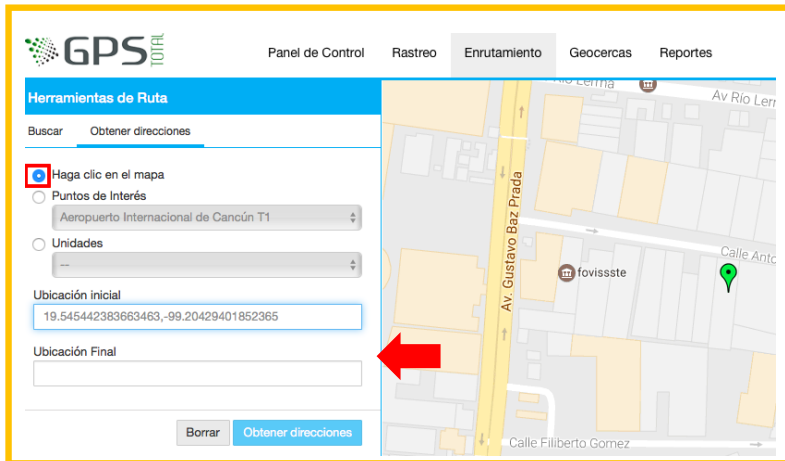 GPS TOTAL
Panel de Control Rastreo Enrutamiento Geocercas Reportes
Herramientas de Ruta
Buscar Obtener direcciones
Haga clic en el mapa
Puntos de Interés
Aeropuerto Internacional de Cancún T1
Unidades
--
Ubicación inicial
19.545442383663463,-99.20429401852365
Ubicación Final
Borrar Obtener direcciones
Río Lerma
Av Río Lerr
Av. Gustavo Baz Prada
Calle Anto
fovissste
Calle Filiberto Gomez